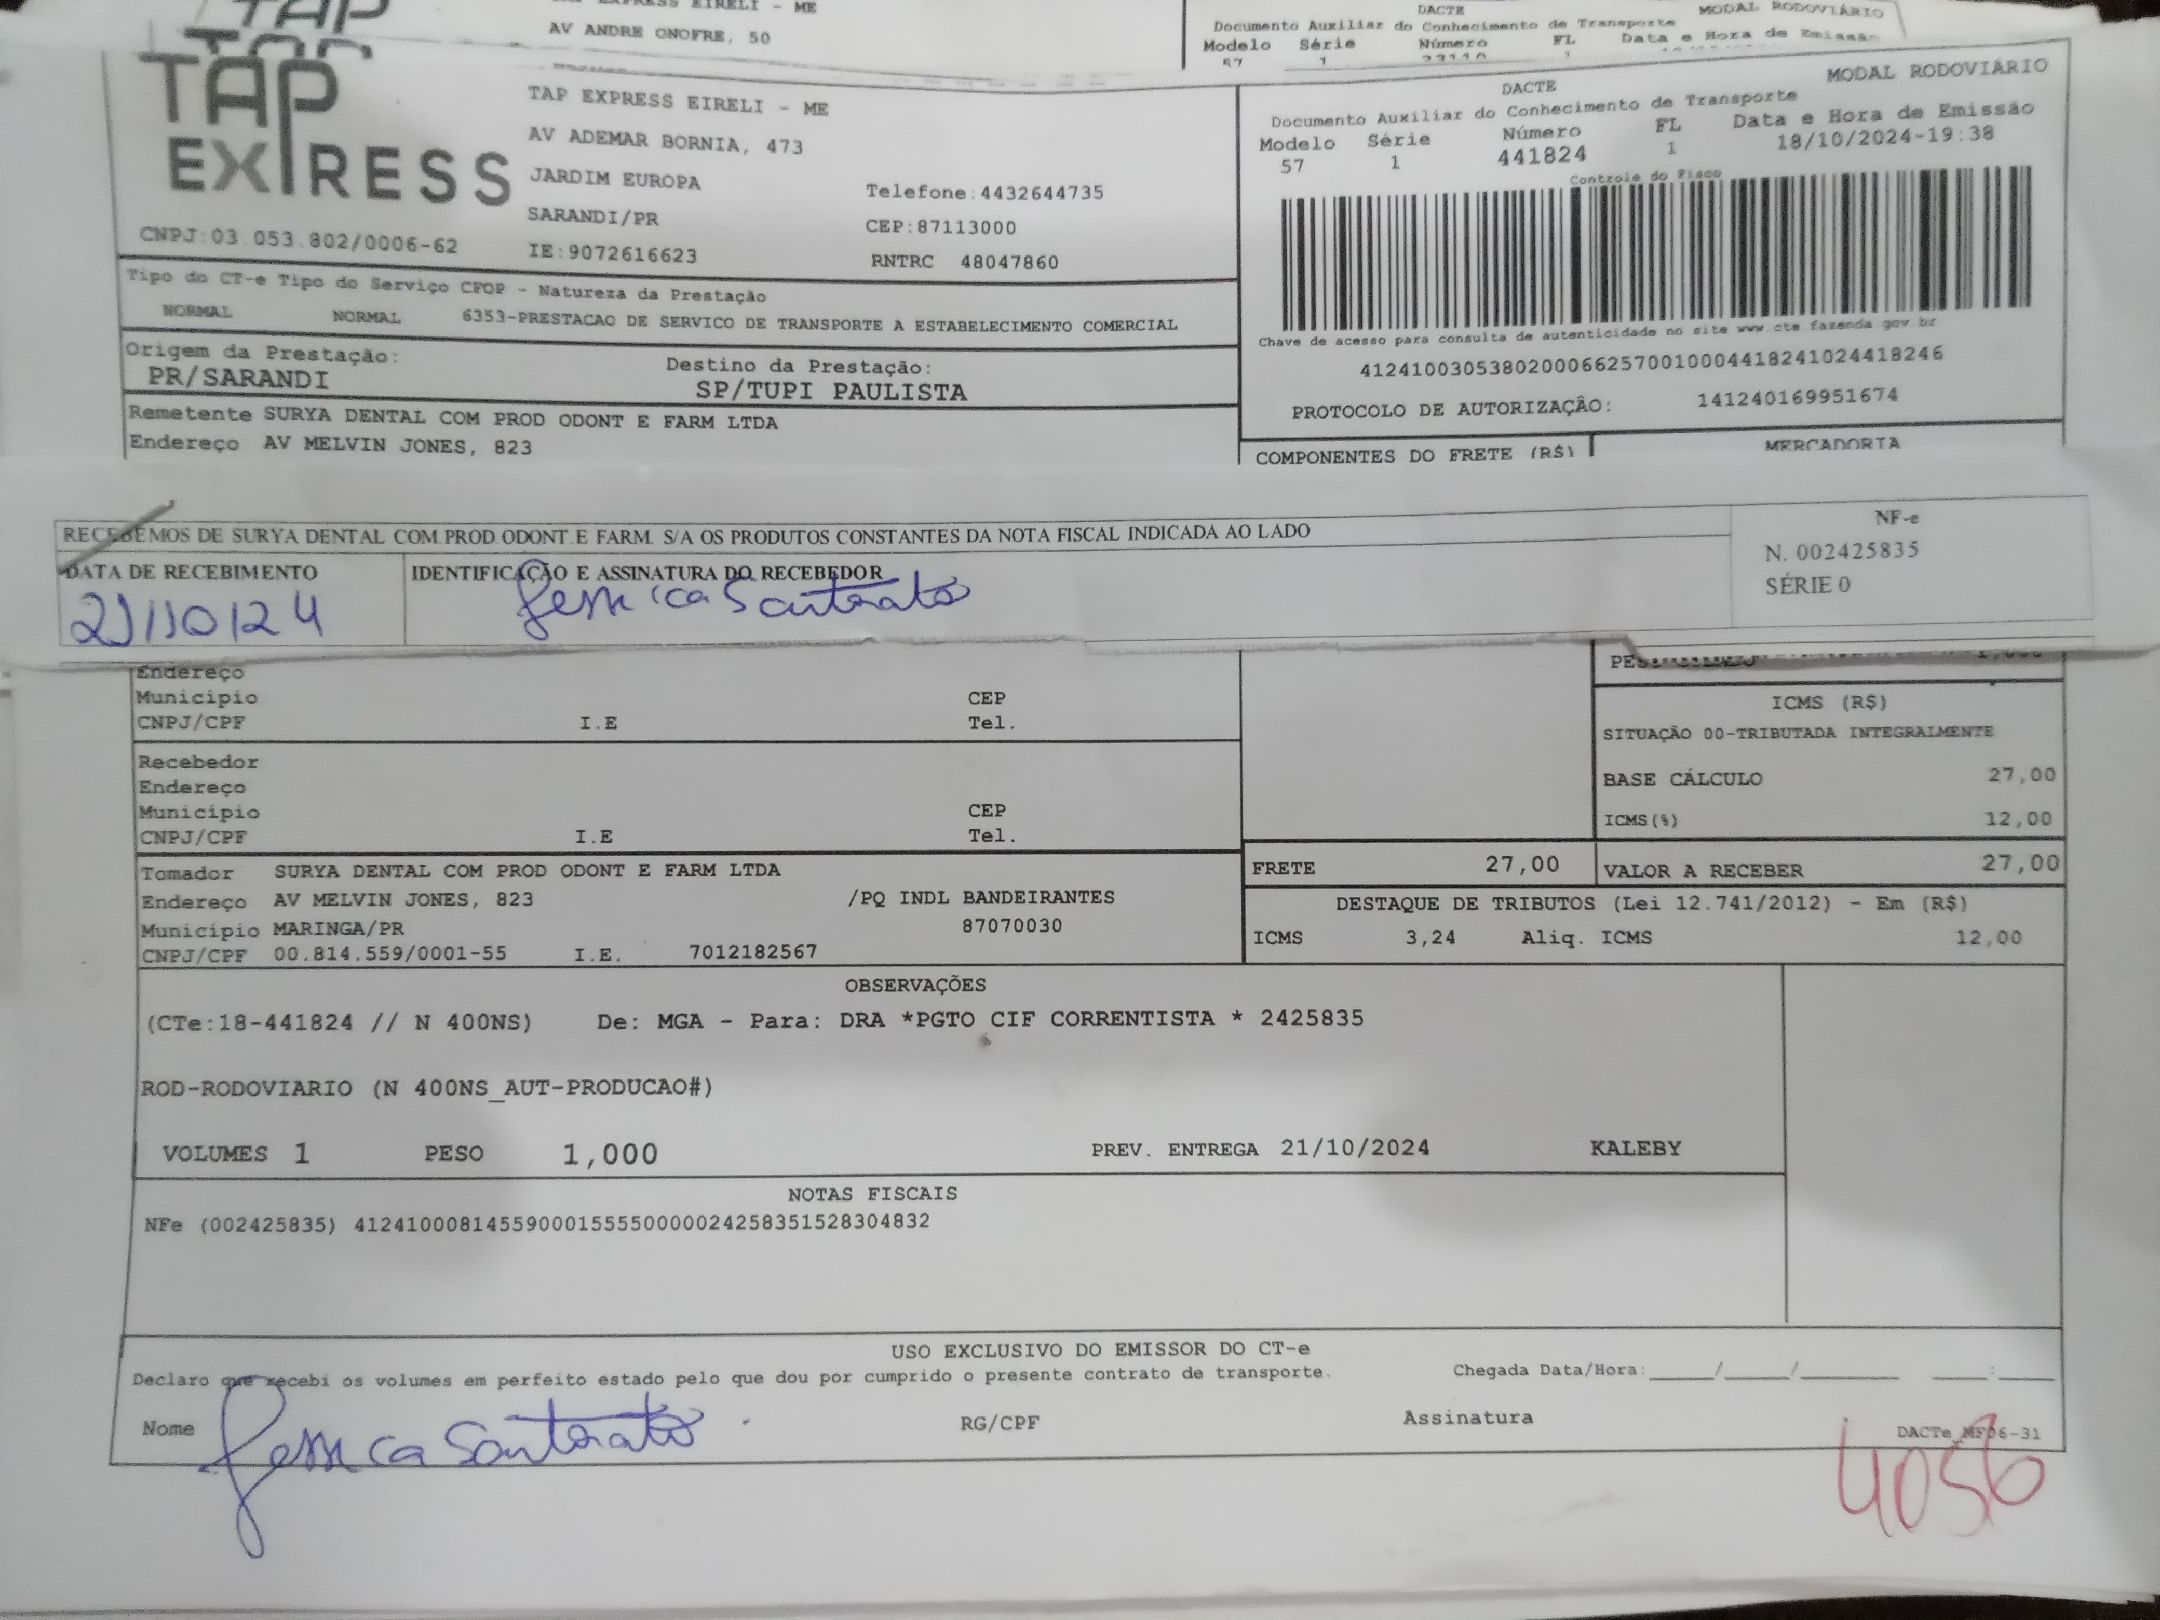 TAP
EXPRESS EIRELI - ME
AV ANDRE ONOFRE, 50
DACTE
MODAL RODOVIÁRIO
Documento Auxiliar do Conhecimento de Transporte
Modelo Série Número FL Data e Hora de Emissão
57 1 1
TAP
EXPRESS
TAP EXPRESS EIRELI - ME
AV ADEMAR BORNIA, 473
JARDIM EUROPA
Telefone:4432644735
SARANDI/PR
CEP:87113000
CNPJ:03.053.802/0006-62
IE:9072616623
RNTRC 48047860
DACTE
MODAL RODOVIÁRIO
Documento Auxiliar do Conhecimento de Transporte
Modelo Série Número FL Data e Hora de Emissão
57 1 441824 1 18/10/2024-19:38
Controle do Fisco
Chave de acesso para consulta de autenticidade no site www.cte.fazenda.gov.br
41241003053802000662570010004418241024418246
PROTOCOLO DE AUTORIZAÇÃO: 141240169951674
Tipo do CT-e Tipo do Serviço CFOP - Natureza da Prestação
NORMAL NORMAL 6353-PRESTACAO DE SERVICO DE TRANSPORTE A ESTABELECIMENTO COMERCIAL
Origem da Prestação: Destino da Prestação:
PR/SARANDI SP/TUPI PAULISTA
Remetente SURYA DENTAL COM PROD ODONT E FARM LTDA
Endereço AV MELVIN JONES, 823
COMPONENTES DO FRETE (R$) MERCADORIA
RECEBEMOS DE SURYA DENTAL COM.PROD.ODONT.E FARM. S/A OS PRODUTOS CONSTANTES DA NOTA FISCAL INDICADA AO LADO
NF-e
N. 002425835
SÉRIE 0
DATA DE RECEBIMENTO IDENTIFICAÇÃO E ASSINATURA DO RECEBEDOR
21/10/24 Jessica Santorato
Endereço
Município CEP
CNPJ/CPF I.E Tel.
Recebedor
Endereço
Município CEP
CNPJ/CPF I.E Tel.
ICMS (R$)
SITUAÇÃO 00-TRIBUTADA INTEGRALMENTE
BASE CÁLCULO 27,00
ICMS(%) 12,00
FRETE 27,00 VALOR A RECEBER 27,00
Tomador SURYA DENTAL COM PROD ODONT E FARM LTDA
Endereço AV MELVIN JONES, 823 /PQ INDL BANDEIRANTES
Município MARINGA/PR 87070030
CNPJ/CPF 00.814.559/0001-55 I.E. 7012182567
DESTAQUE DE TRIBUTOS (Lei 12.741/2012) - Em (R$)
ICMS 3,24 Aliq. ICMS 12,00
OBSERVAÇÕES
(CTe:18-441824 // N 400NS) De: MGA - Para: DRA *PGTO CIF CORRENTISTA * 2425835
ROD-RODOVIARIO (N 400NS_AUT-PRODUCAO#)
VOLUMES 1 PESO 1,000 PREV. ENTREGA 21/10/2024 KALEBY
NOTAS FISCAIS
NFe (002425835) 41241000814559000155550000024258351528304832
USO EXCLUSIVO DO EMISSOR DO CT-e
Declaro que recebi os volumes em perfeito estado pelo que dou por cumprido o presente contrato de transporte. Chegada Data/Hora:____/____/______ ____:____
Nome Jessica Santorato RG/CPF Assinatura
DACTe_MF06-31
4056